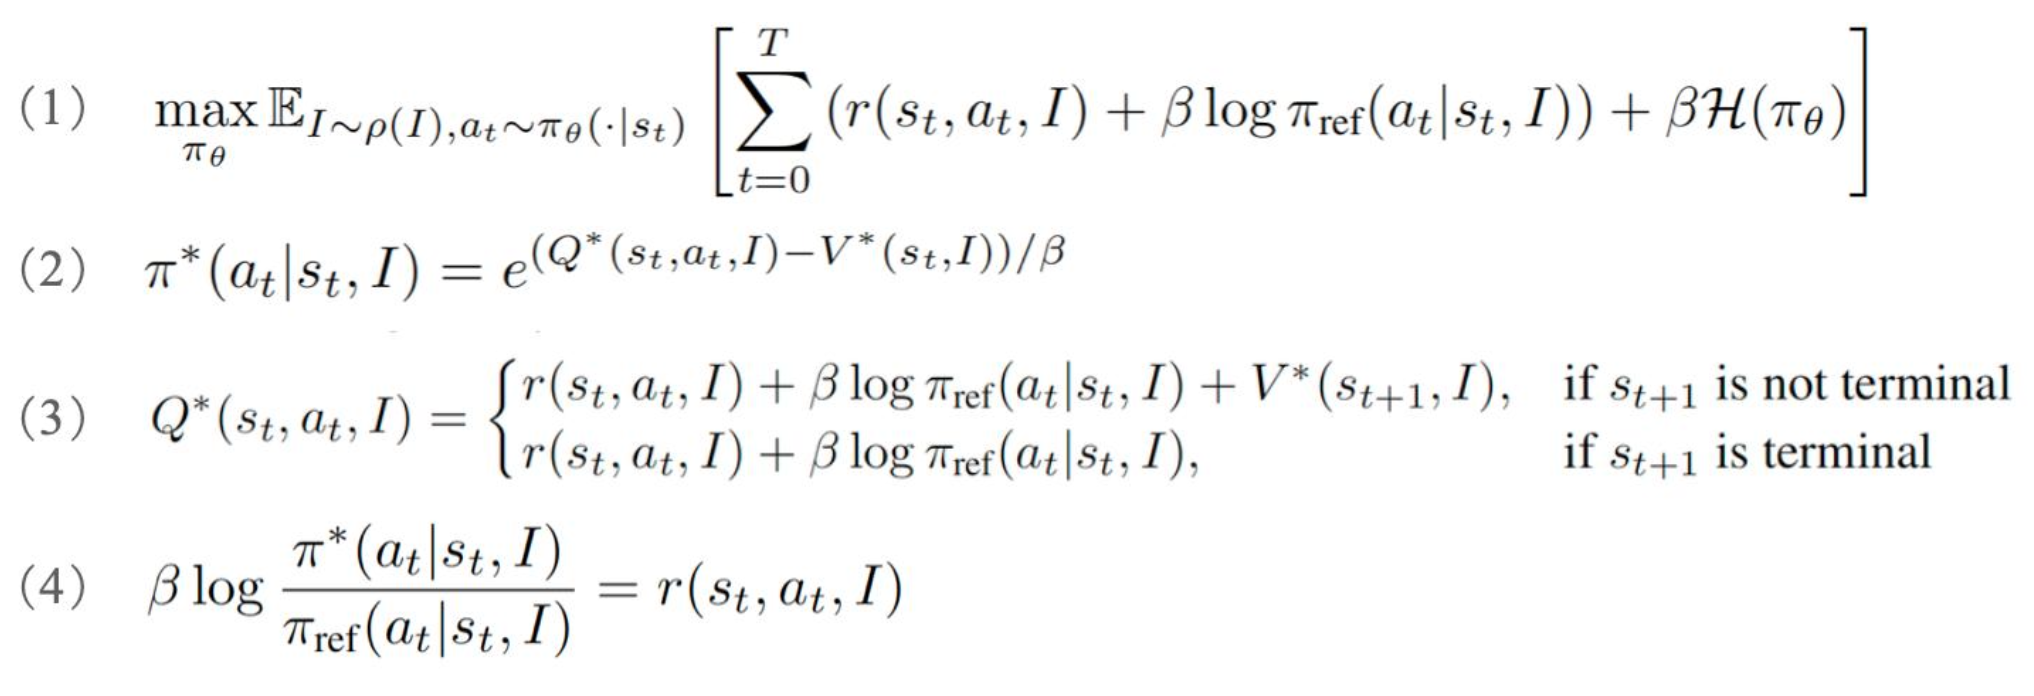 (1) \max_{\pi_\theta} \mathbb{E}_{I \sim \rho(I), a_t \sim \pi_\theta(\cdot|s_t)} \left[ \sum_{t=0}^{T} (r(s_t, a_t, I) + \beta \log \pi_{\text{ref}}(a_t|s_t, I)) + \beta \mathcal{H}(\pi_\theta) \right]
(2) \pi^*(a_t|s_t, I) = e^{(Q^*(s_t, a_t, I) - V^*(s_t, I))/\beta}
(3) Q^*(s_t, a_t, I) = \begin{cases} r(s_t, a_t, I) + \beta \log \pi_{\text{ref}}(a_t|s_t, I) + V^*(s_{t+1}, I), & \text{if } s_{t+1} \text{ is not terminal} \\ r(s_t, a_t, I) + \beta \log \pi_{\text{ref}}(a_t|s_t, I), & \text{if } s_{t+1} \text{ is terminal} \end{cases}
(4) \beta \log \frac{\pi^*(a_t|s_t, I)}{\pi_{\text{ref}}(a_t|s_t, I)} = r(s_t, a_t, I)